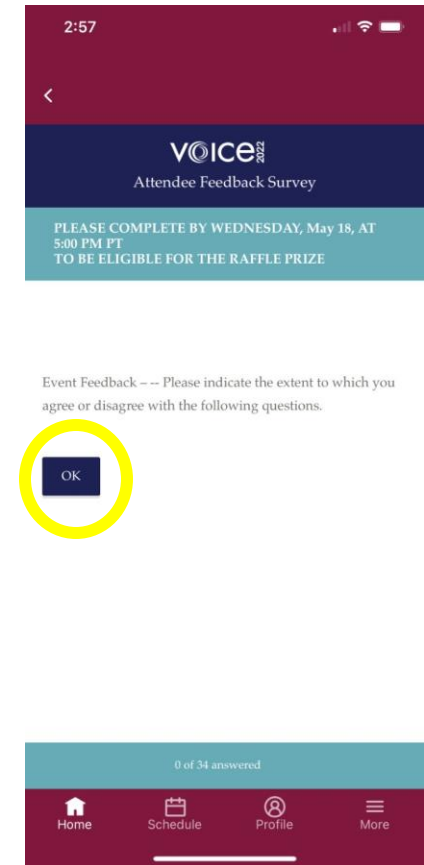 2:57
VOICE 2022
Attendee Feedback Survey
PLEASE COMPLETE BY WEDNESDAY, May 18, AT
5:00 PM PT
TO BE ELIGIBLE FOR THE RAFFLE PRIZE
Event Feedback – -- Please indicate the extent to which you
agree or disagree with the following questions.
OK
0 of 34 answered
Home Schedule Profile More